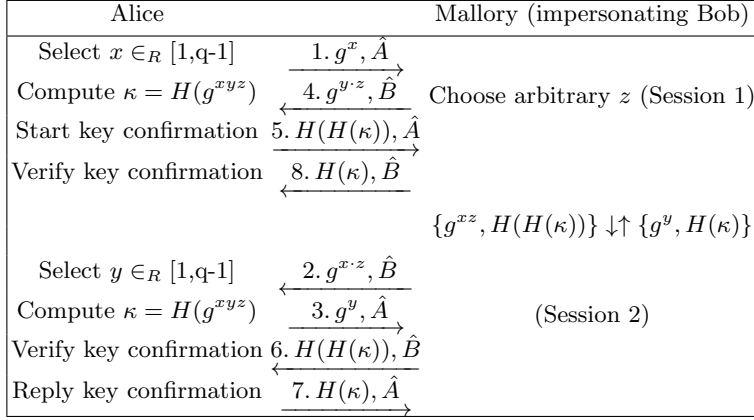 Alice Mallory (impersonating Bob)
Select x ∈_R [1,q-1] 1. g^x, Â
Compute κ = H(g^{xyz}) 4. g^{y·z}, B̂ Choose arbitrary z (Session 1)
Start key confirmation 5. H(H(κ)), Â
Verify key confirmation 8. H(κ), B̂
{g^{xz}, H(H(κ))} ↓↑ {g^y, H(κ)}
Select y ∈_R [1,q-1] 2. g^{x·z}, B̂
Compute κ = H(g^{xyz}) 3. g^y, Â (Session 2)
Verify key confirmation 6. H(H(κ)), B̂
Reply key confirmation 7. H(κ), Â